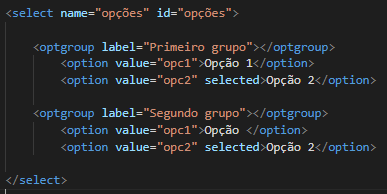 <select name="opções" id="opções">
<optgroup label="Primeiro grupo"></optgroup>
<option value="opc1">Opção 1</option>
<option value="opc2" selected>Opção 2</option>
<optgroup label="Segundo grupo"></optgroup>
<option value="opc1">Opção </option>
<option value="opc2" selected>Opção 2</option>
</select>